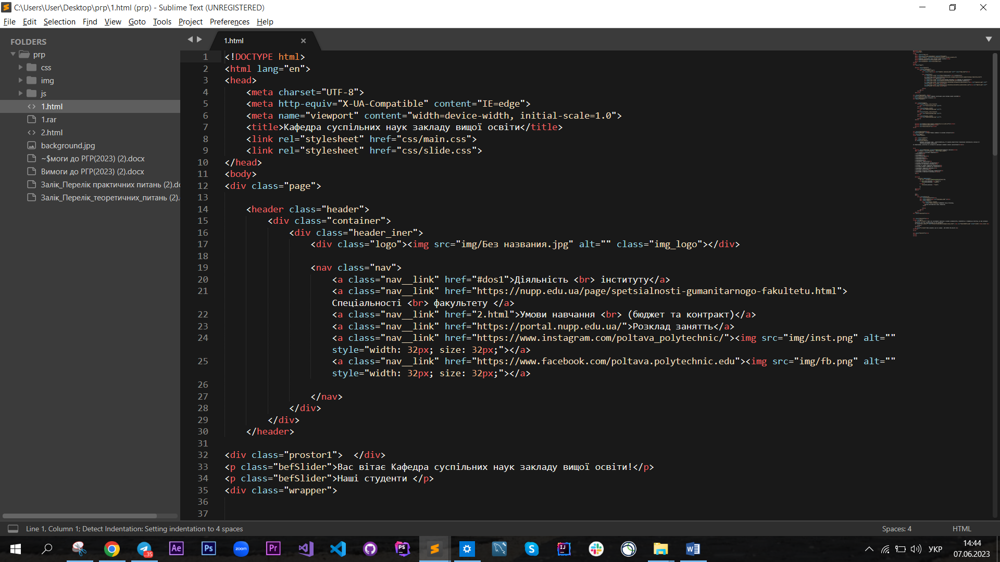 C:\Users\User\Desktop\ргр\1.html (ргр) - Sublime Text (UNREGISTERED)
File Edit Selection Find View Goto Tools Project Preferences Help
FOLDERS
ргр
css
img
js
1.html
1.rar
2.html
background.jpg
~$моги до РГР(2023) (2).docx
Вимоги до РГР(2023) (2).docx
Залік_Перелік практичних питань (2).do
Залік_Перелік_теоретичних_питань (2).
1.html
1 <!DOCTYPE html>
2 <html lang="en">
3 <head>
4 <meta charset="UTF-8">
5 <meta http-equiv="X-UA-Compatible" content="IE=edge">
6 <meta name="viewport" content="width=device-width, initial-scale=1.0">
7 <title>Кафедра суспільних наук закладу вищої освіти</title>
8 <link rel="stylesheet" href="css/main.css">
9 <link rel="stylesheet" href="css/slide.css">
10 </head>
11 <body>
12 <div class="page">
13
14 <header class="header">
15 <div class="container">
16 <div class="header_iner">
17 <div class="logo"><img src="img/Без названия.jpg" alt="" class="img_logo"></div>
18
19 <nav class="nav">
20 <a class="nav__link" href="#dos1">Діяльність <br> інституту</a>
21 <a class="nav__link" href="https://nupp.edu.ua/page/spetsialnosti-gumanitarnogo-fakultetu.html">
Спеціальності <br> факультету </a>
22 <a class="nav__link" href="2.html">Умови навчання <br> (бюджет та контракт)</a>
23 <a class="nav__link" href="https://portal.nupp.edu.ua/">Розклад занятть</a>
24 <a class="nav__link" href="https://www.instagram.com/poltava_polytechnic/"><img src="img/inst.png" alt=""
style="width: 32px; size: 32px;"></a>
25 <a class="nav__link" href="https://www.facebook.com/poltava.polytechnic.edu"><img src="img/fb.png" alt=""
style="width: 32px; size: 32px;"></a>
26
27 </nav>
28 </div>
29 </div>
30 </header>
31
32 <div class="prostor1">  </div>
33 <p class="befSlider">Вас вітає Кафедра суспільних наук закладу вищої освіти!</p>
34 <p class="befSlider">Наші студенти </p>
35 <div class="wrapper">
36
37
Line 1, Column 1; Detect Indentation: Setting indentation to 4 spaces
Spaces: 4
HTML
35
Ae
Ps
zoom
Pr
PS
S
IJ
W
УКР
14:44
07.06.2023